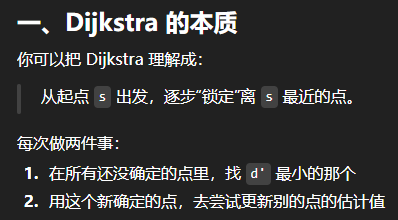 一、Dijkstra 的本质
你可以把 Dijkstra 理解成：
从起点 s 出发，逐步“锁定”离 s 最近的点。
每次做两件事：
1. 在所有还没确定的点里，找 d' 最小的那个
2. 用这个新确定的点，去尝试更新别的点的估计值